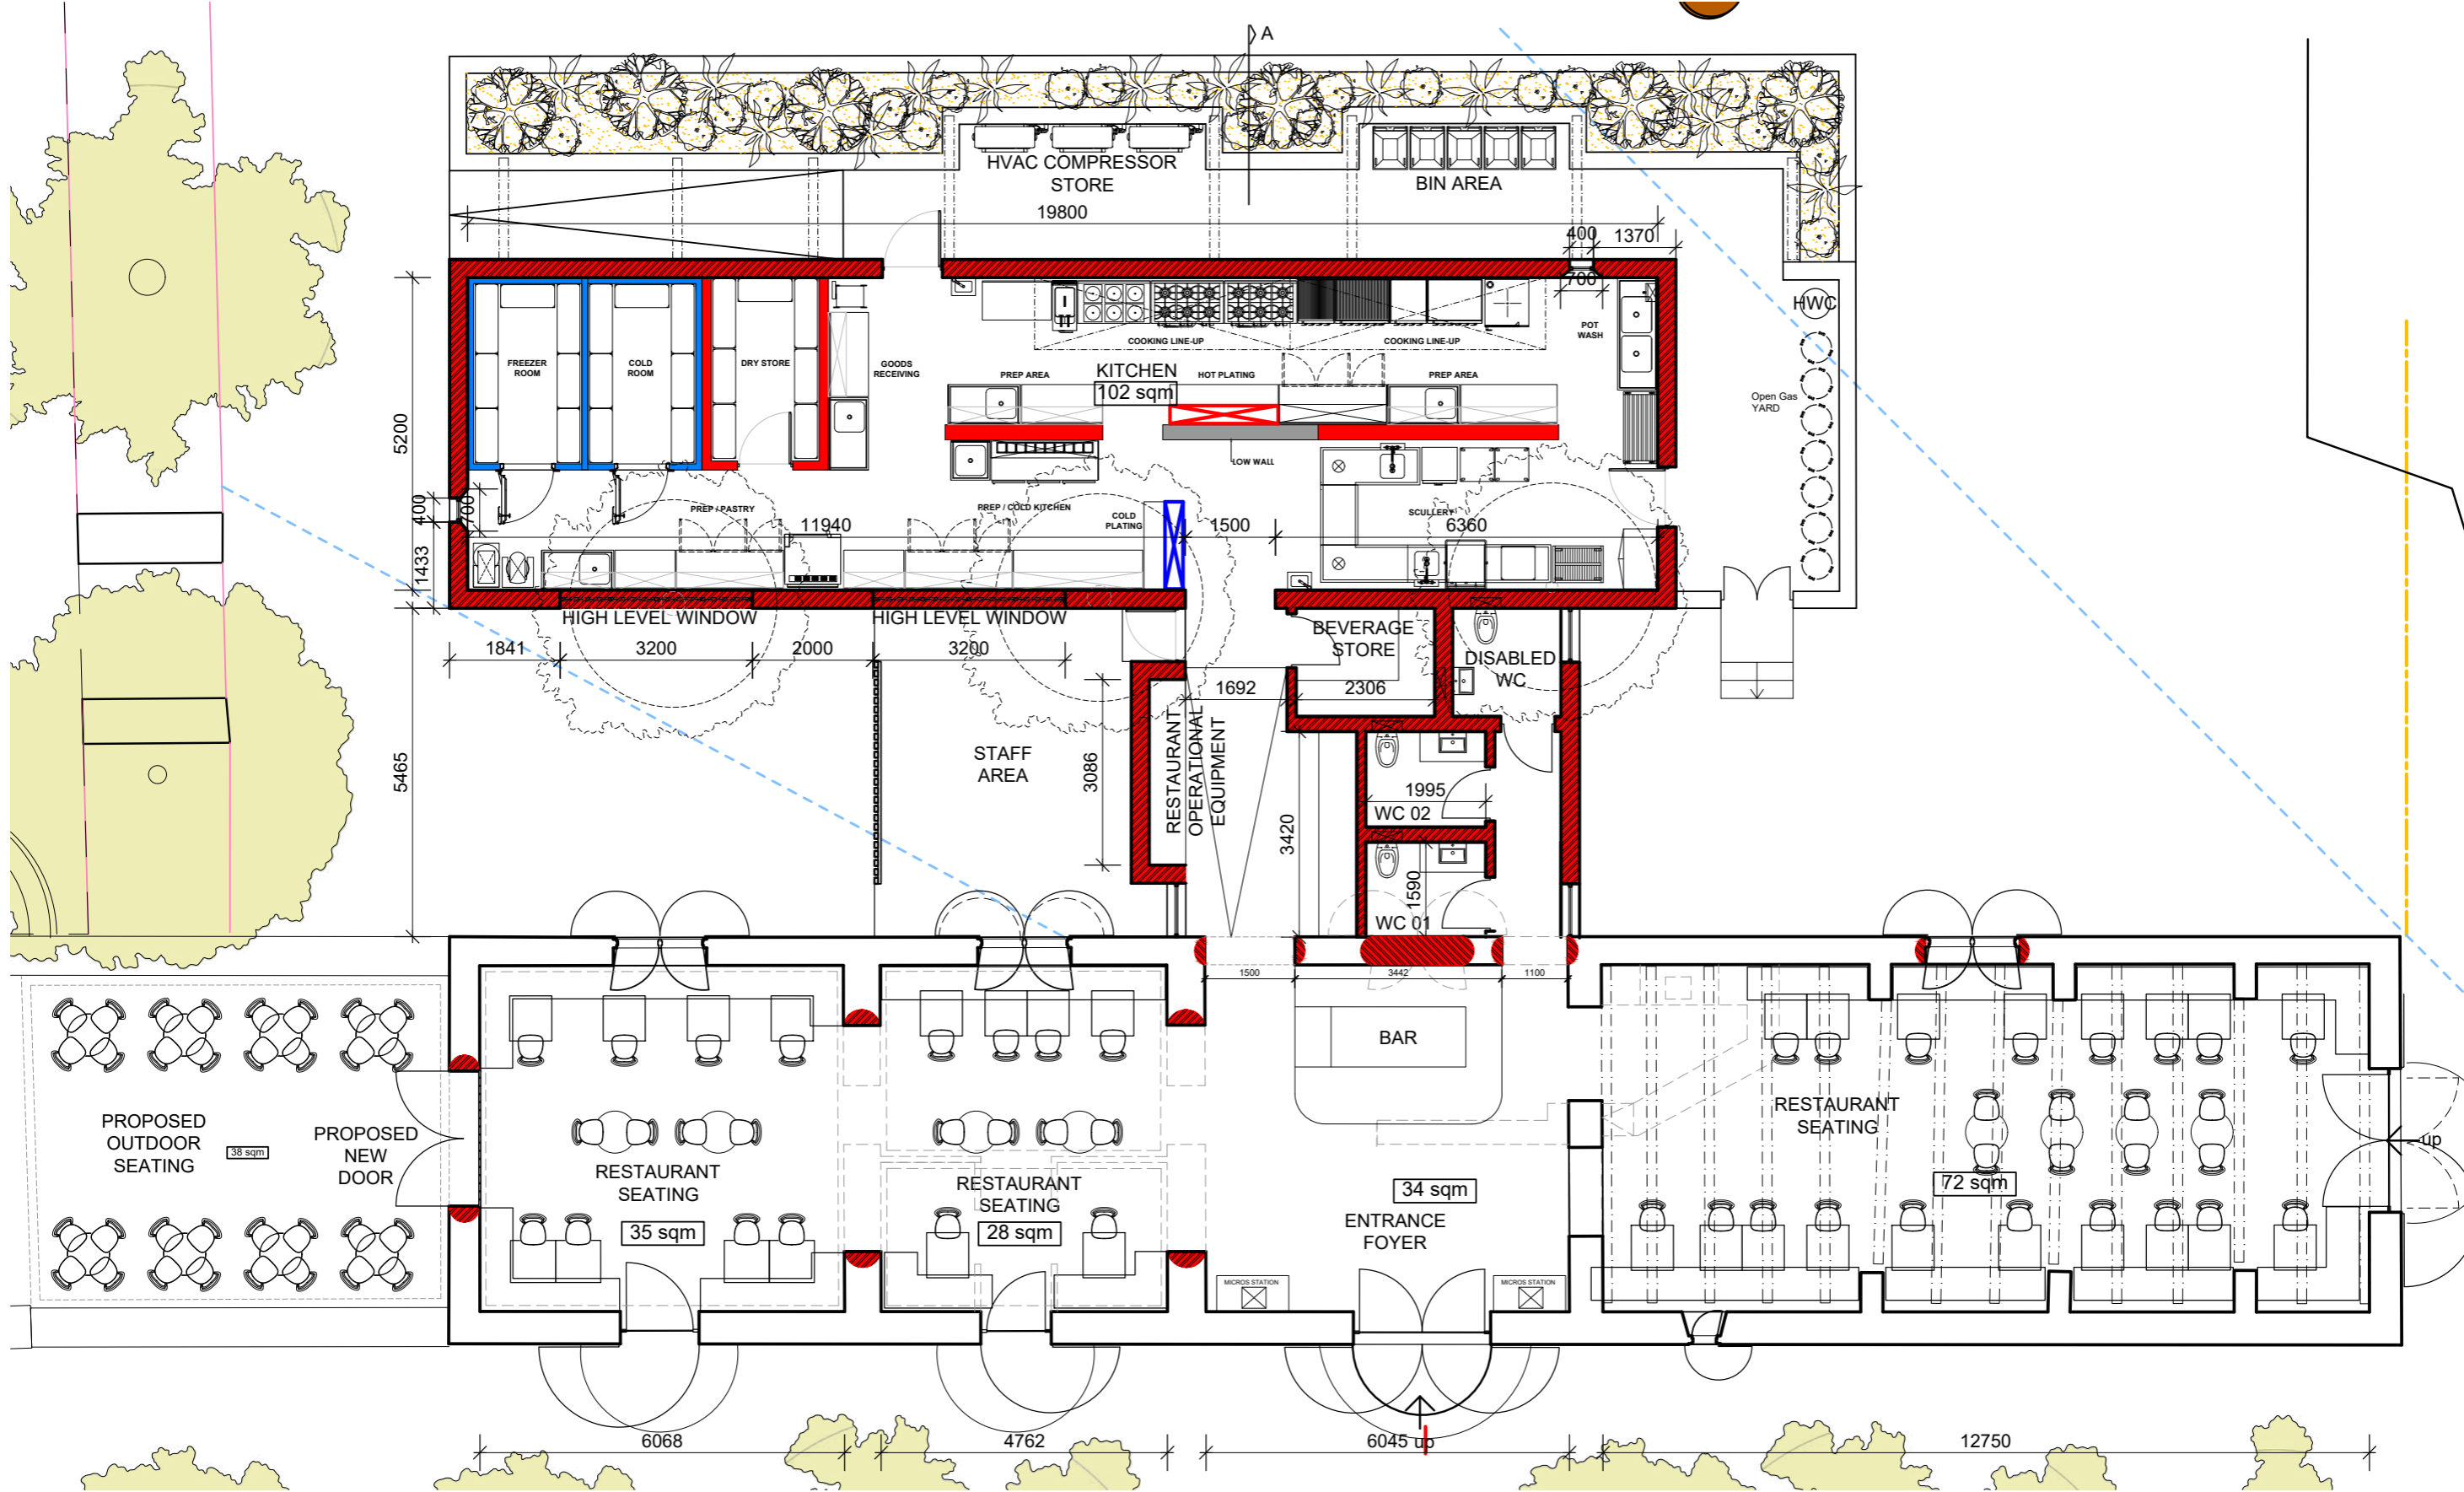 A
HVAC COMPRESSOR
STORE
BIN AREA
19800
400
1370
700
HWC
POT
WASH
COOKING LINE-UP
COOKING LINE-UP
FREEZER
ROOM
COLD
ROOM
DRY STORE
GOODS
RECEIVING
PREP AREA
KITCHEN
102 sqm
HOT PLATING
PREP AREA
Open Gas
YARD
5200
LOW WALL
400
700
PREP / PASTRY
11940
PREP / COLD KITCHEN
COLD
PLATING
1500
SCULLERY
6360
1433
HIGH LEVEL WINDOW
HIGH LEVEL WINDOW
BEVERAGE
STORE
1841
3200
2000
3200
DISABLED
WC
1692
2306
5465
STAFF
AREA
3086
RESTAURANT
OPERATIONAL
EQUIPMENT
1995
WC 02
3420
1590
WC 01
1500
3442
1100
BAR
PROPOSED
OUTDOOR
SEATING
38 sqm
PROPOSED
NEW
DOOR
RESTAURANT
SEATING
35 sqm
RESTAURANT
SEATING
28 sqm
34 sqm
ENTRANCE
FOYER
RESTAURANT
SEATING
72 sqm
up
MICROS STATION
MICROS STATION
6068
4762
6045
up
12750